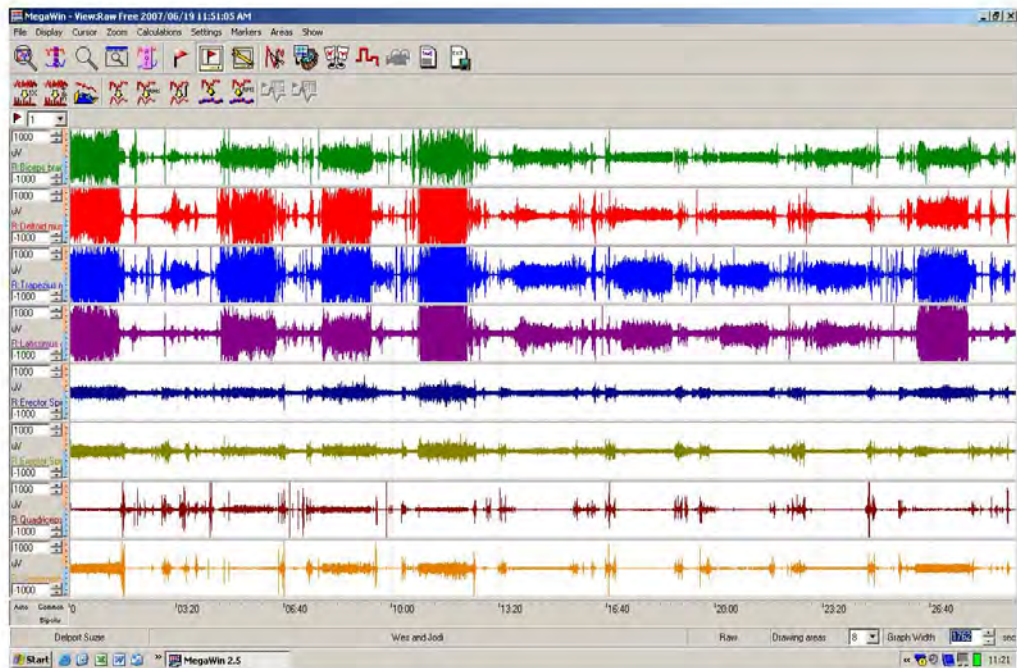 MegaWin - View:Raw Free 2007/06/19 11:51:05 AM
File Display Cursor Zoom Calculations Settings Markers Areas Show
1
1000
uV
R:Biceps brac
-1000
1000
uV
R:Deltoid mus
-1000
1000
uV
R:Trapezius m
-1000
1000
uV
R:Latissimus
-1000
1000
uV
R:Erector Spi
-1000
1000
uV
R:Erector Spi
-1000
1000
uV
R:Quadriceps
-1000
1000
uV
-1000
Auto Common
Bipolar
'0 '03:20 '06:40 '10:00 '13:20 '16:40 '20:00 '23:20 '26:40
Delport Suzie Wes and Jodi Raw Drawing areas 8 Graph Width 1762 sec
Start MegaWin 2.5 11:21